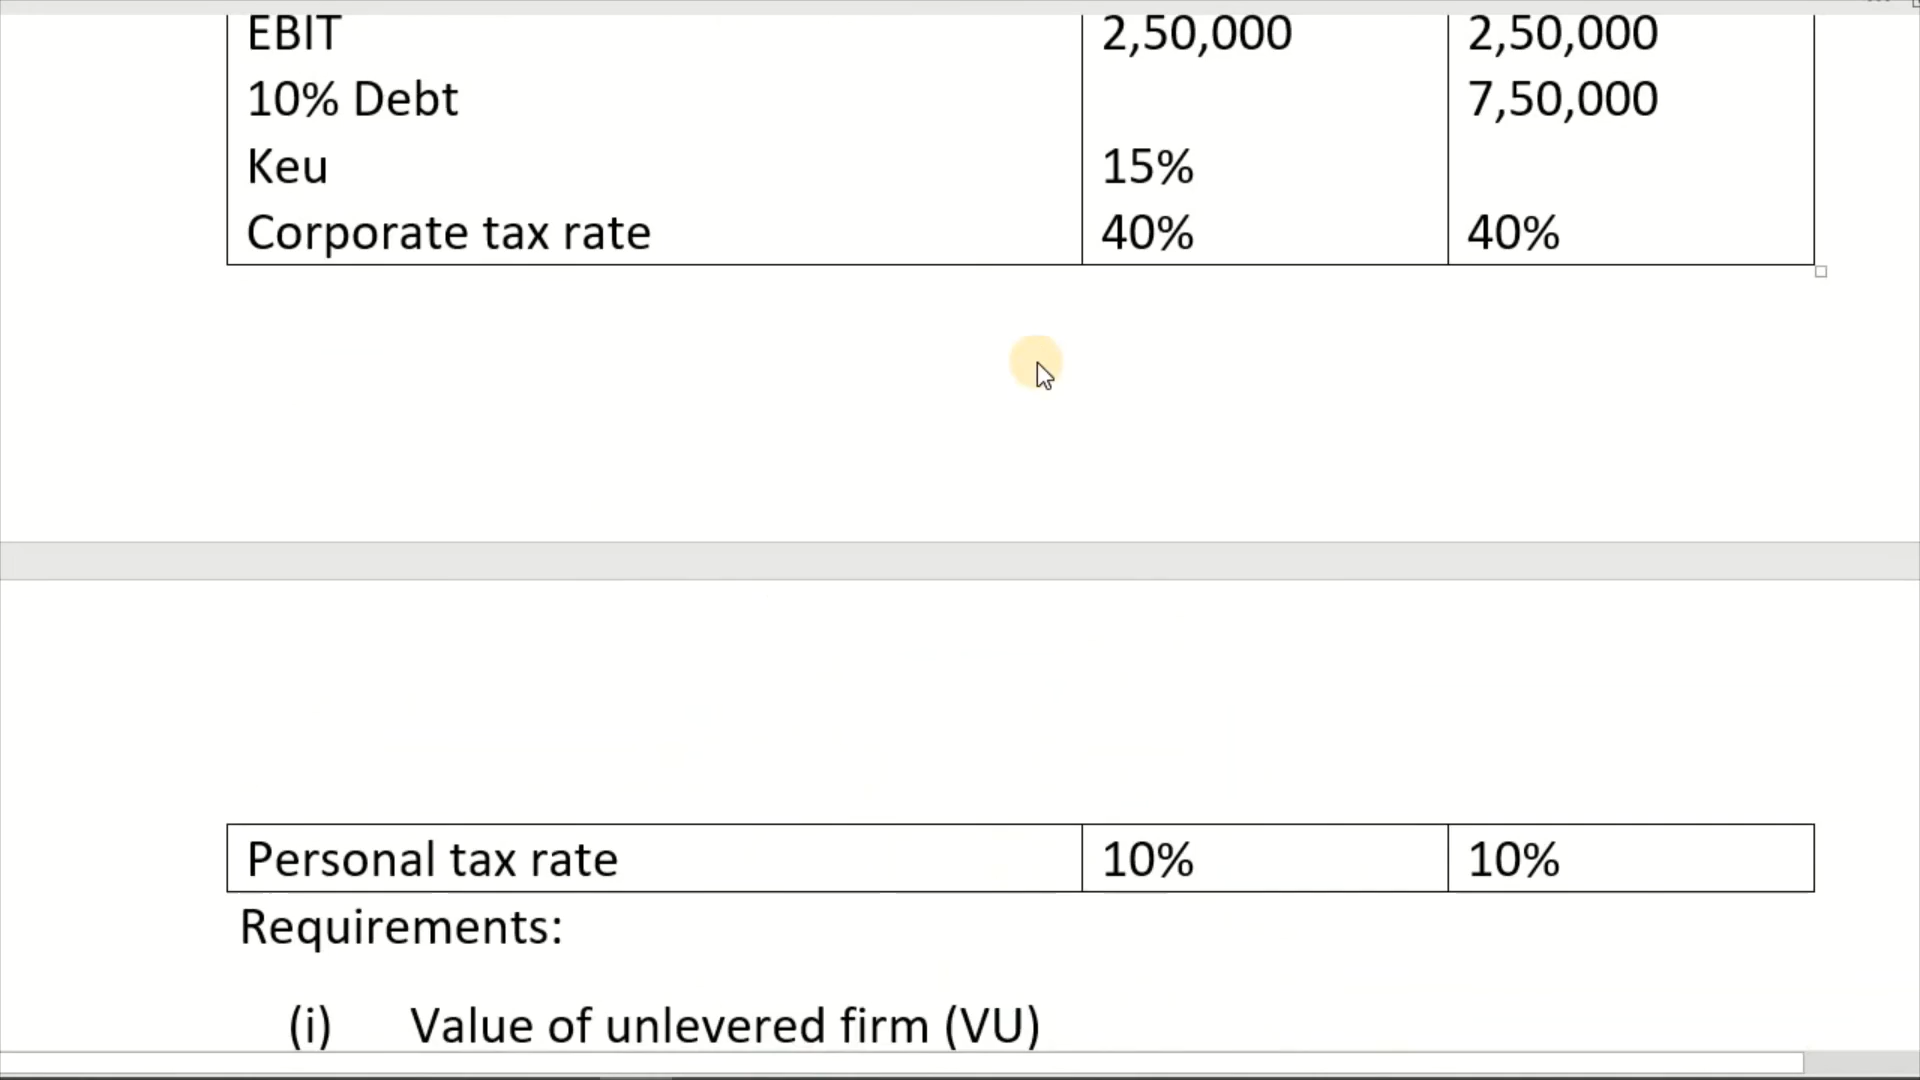 EBIT 2,50,000 2,50,000
10% Debt 7,50,000
Keu 15%
Corporate tax rate 40% 40%
Personal tax rate 10% 10%
Requirements:
(i) Value of unlevered firm (VU)